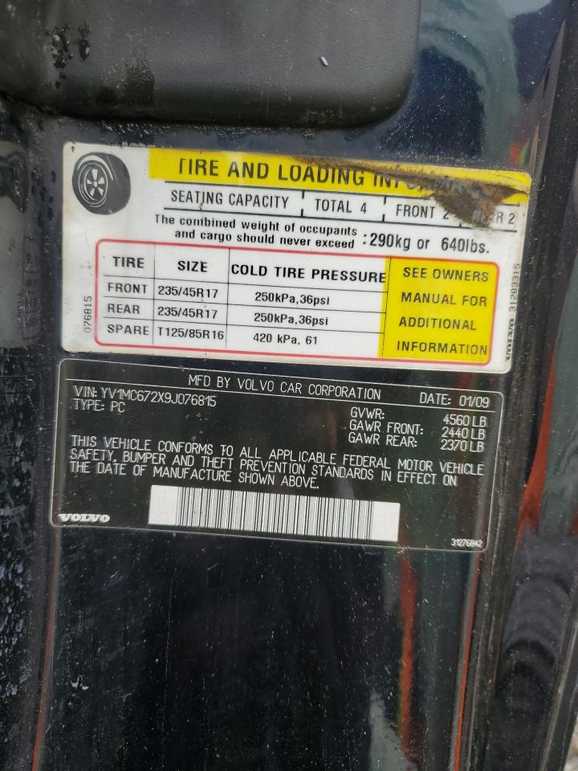 TIRE AND LOADING
SEATING CAPACITY TOTAL 4 FRONT 2 2
The combined weight of occupants
and cargo should never exceed : 290kg or 640lbs.
TIRE SIZE COLD TIRE PRESSURE
FRONT 235/45R17 250kPa,36psi
REAR 235/45R17 250kPa,36psi
SPARE T125/85R16 420 kPa, 61
SEE OWNERS
MANUAL FOR
ADDITIONAL
INFORMATION
076815
VOLVO
MFD BY VOLVO CAR CORPORATION DATE: 01/09
VIN: YV1MC672X9J076815
TYPE: PC
GVWR: 4560 LB
GAWR FRONT: 2440 LB
GAWR REAR: 2370 LB
THIS VEHICLE CONFORMS TO ALL APPLICABLE FEDERAL MOTOR VEHICLE
SAFETY, BUMPER AND THEFT PREVENTION STANDARDS IN EFFECT ON
THE DATE OF MANUFACTURE SHOWN ABOVE.
VOLVO
31276842